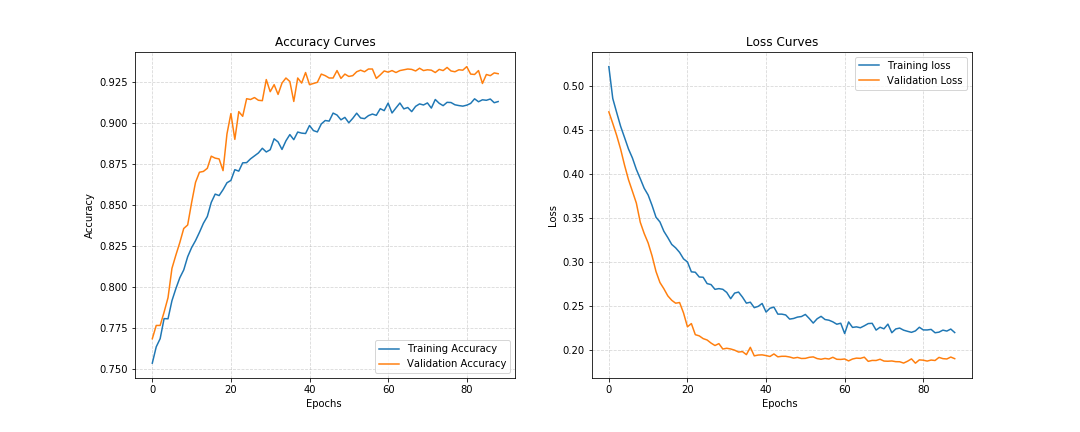 Accuracy Curves
0.925
0.900
0.875
0.850
0.825
0.800
0.775
0.750
Accuracy
0
20
40
60
80
Epochs
Training Accuracy
Validation Accuracy
Loss Curves
0.50
0.45
0.40
0.35
0.30
0.25
0.20
Loss
0
20
40
60
80
Epochs
Training loss
Validation Loss